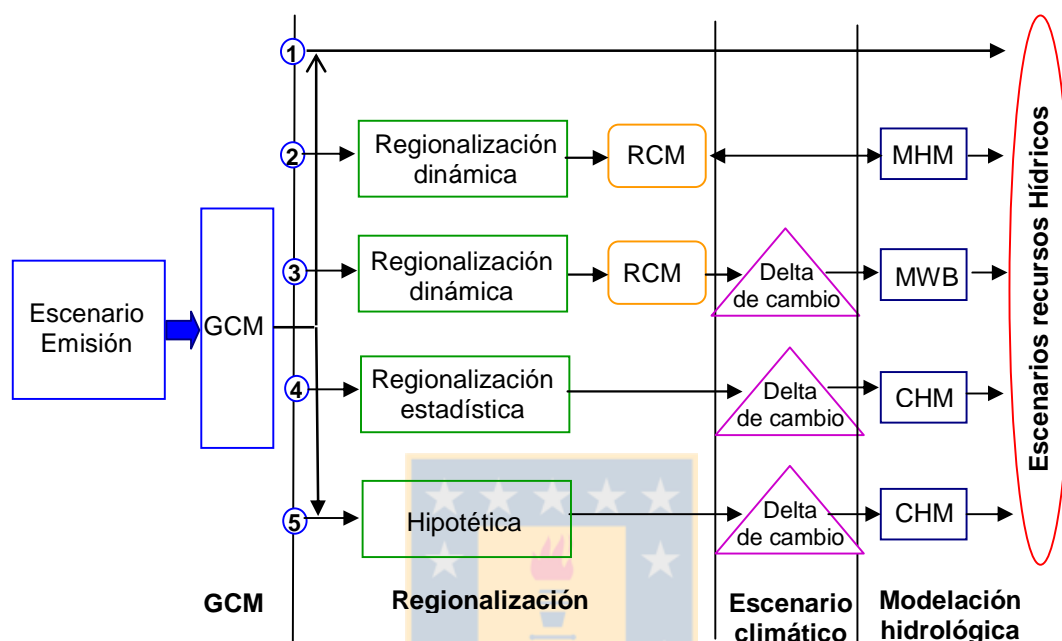 1
2
Regionalización
dinámica
RCM
MHM
3
Regionalización
dinámica
RCM
Delta
de cambio
MWB
Escenario
Emisión
GCM
4
Regionalización
estadística
Delta
de cambio
CHM
5
Hipotética
Delta
de cambio
CHM
Escenarios recursos Hídricos
GCM
Regionalización
Escenario
climático
Modelación
hidrológica